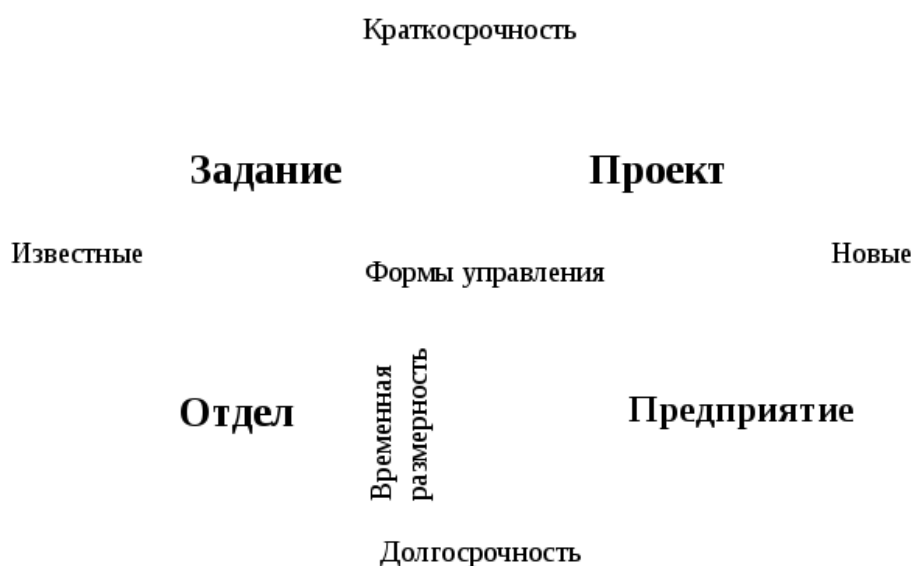 Краткосрочность
Задание
Проект
Известные
Новые
Формы управления
Временная
размерность
Отдел
Предприятие
Долгосрочность